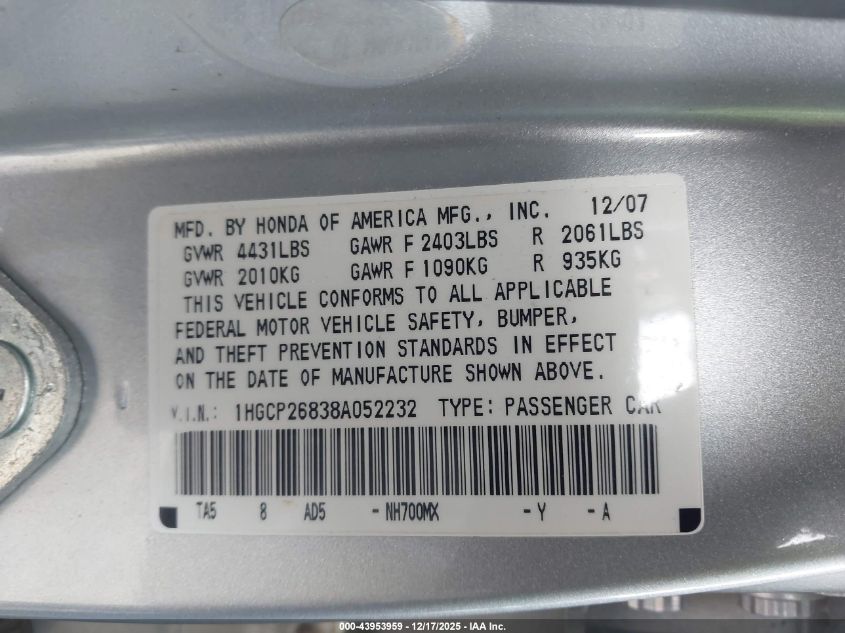 MFD. BY HONDA OF AMERICA MFG., INC. 12/07
GVWR 4431LBS GAWR F 2403LBS R 2061LBS
GVWR 2010KG GAWR F 1090KG R 935KG
THIS VEHICLE CONFORMS TO ALL APPLICABLE
FEDERAL MOTOR VEHICLE SAFETY, BUMPER,
AND THEFT PREVENTION STANDARDS IN EFFECT
ON THE DATE OF MANUFACTURE SHOWN ABOVE.
V.I.N.: 1HGCP26838A052232 TYPE: PASSENGER CAR
TA5 8 AD5 - NH700MX - Y - A
000-43953959 - 12/17/2025 - IAA Inc.